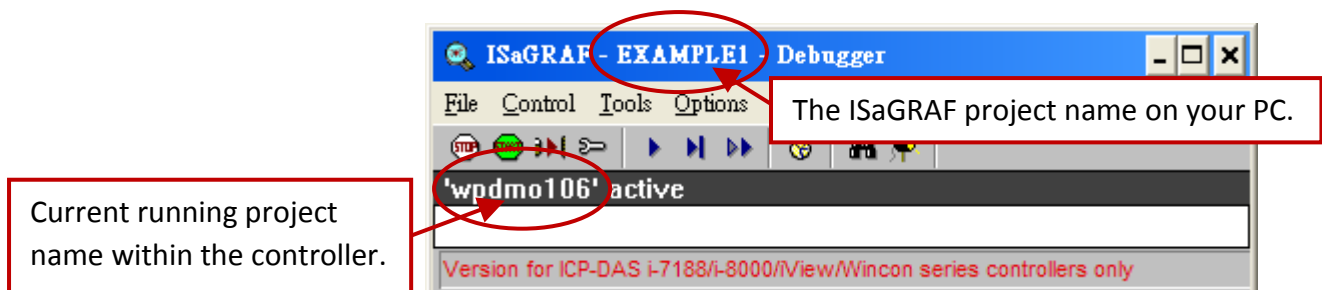 ISaGRAF - EXAMPLE1 - Debugger
File Control Tools Options
The ISaGRAF project name on your PC.
STOP
'wpdmo106' active
Current running project
name within the controller.
Version for ICP-DAS i-7188/i-8000/iView/Wincon series controllers only